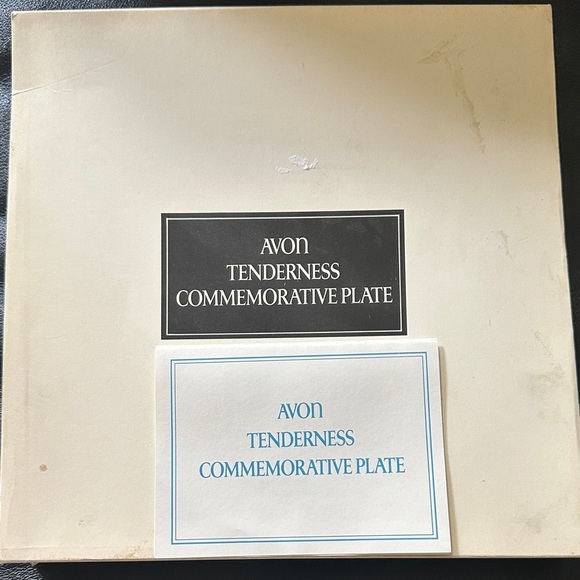 AVON
TENDERNESS
COMMEMORATIVE PLATE
AVON
TENDERNESS
COMMEMORATIVE PLATE